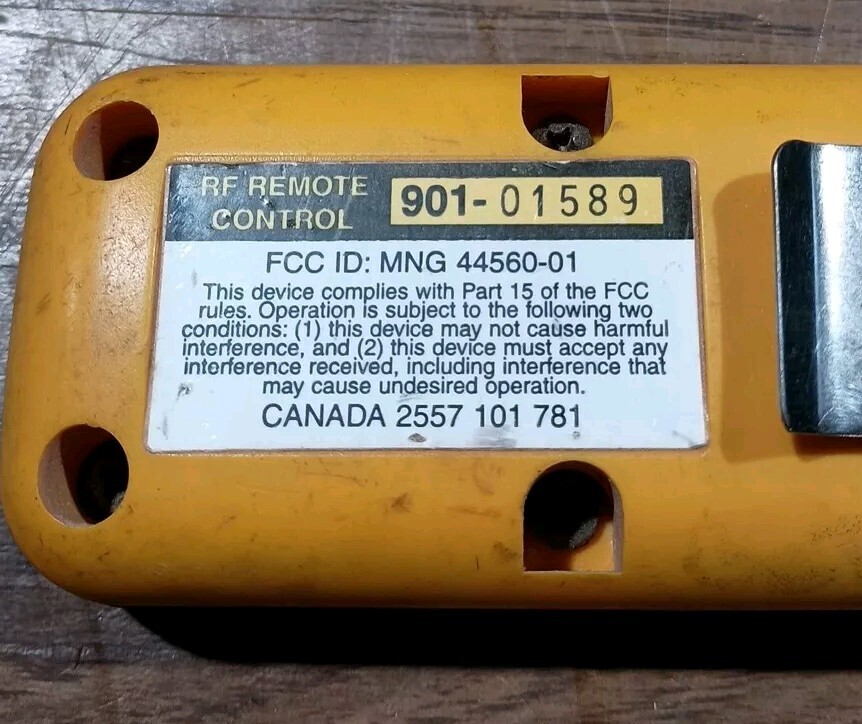 RF REMOTE
CONTROL
901-01589
FCC ID: MNG 44560-01
This device complies with Part 15 of the FCC
rules. Operation is subject to the following two
conditions: (1) this device may not cause harmful
interference, and (2) this device must accept any
interference received, including interference that
may cause undesired operation.
CANADA 2557 101 781